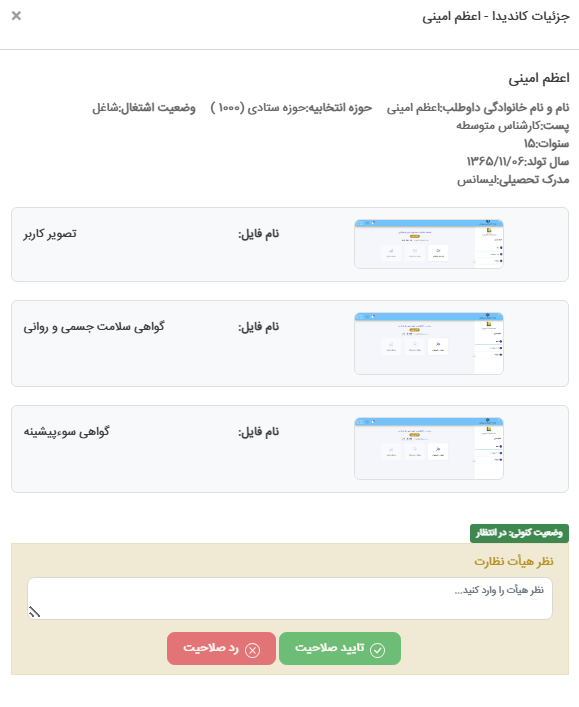 جزئیات کاندیدا - اعظم امینی ×
اعظم امینی
نام و نام خانوادگی داوطلب:اعظم امینی حوزه انتخابیه:حوزه ستادی (1000 ) وضعیت اشتغال:شاغل
پست:کارشناس متوسطه
سنوات:۱۵
سال تولد:۱۳۶۵/۱۱/۰۶
مدرک تحصیلی:لیسانس
نام فایل: تصویر کاربر
نام فایل: گواهی سلامت جسمی و روانی
نام فایل: گواهی سوءپیشینه
وضعیت کنونی: در انتظار
نظر هیأت نظارت
نظر هیأت را وارد کنید...
تایید صلاحیت رد صلاحیت